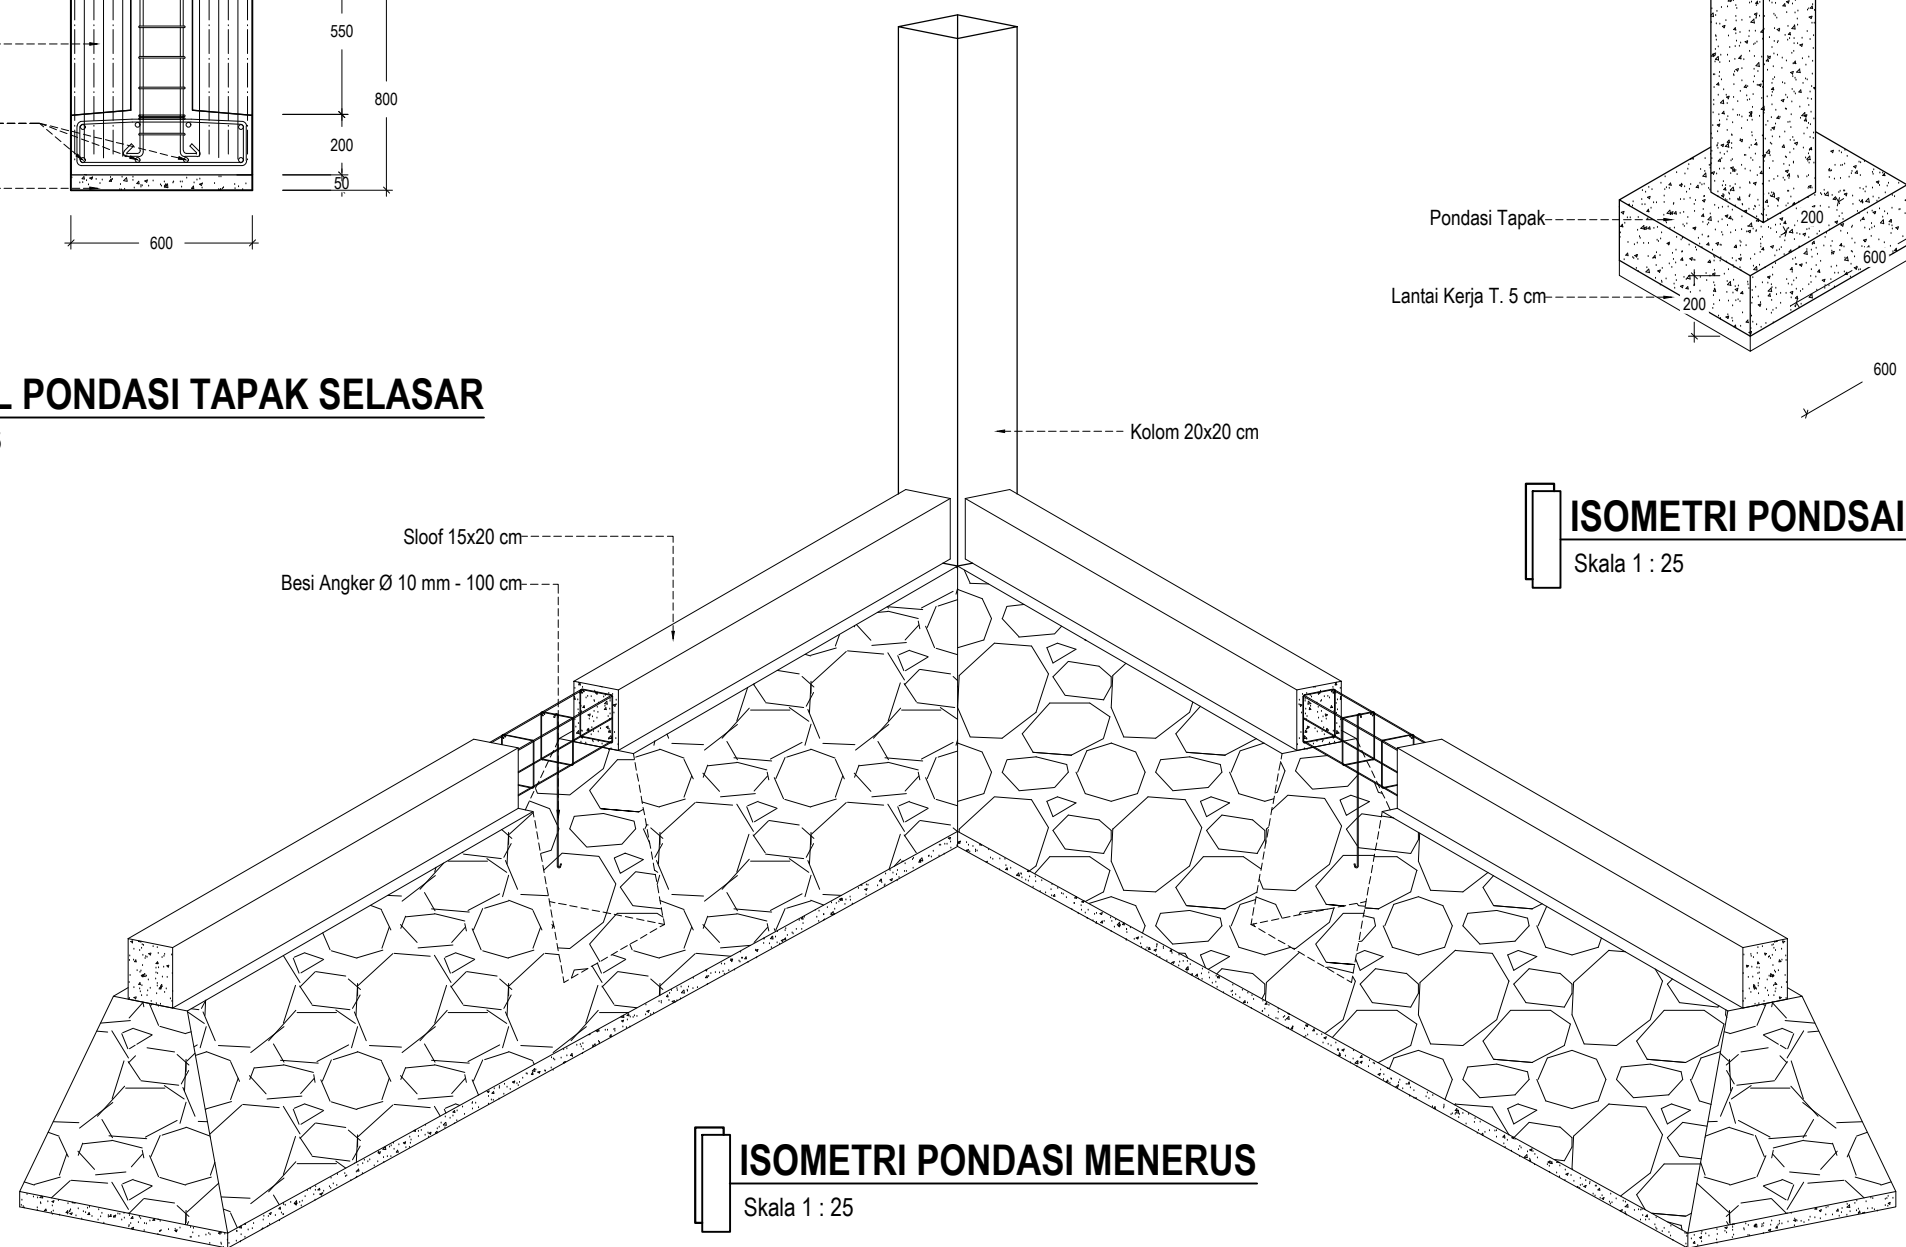 550
800
200
50
600
L PONDASI TAPAK SELASAR
Pondasi Tapak
200
600
Lantai Kerja T. 5 cm
200
600
Kolom 20x20 cm
ISOMETRI PONDSAI
Skala 1 : 25
Sloof 15x20 cm
Besi Angker Ø 10 mm - 100 cm
ISOMETRI PONDASI MENERUS
Skala 1 : 25